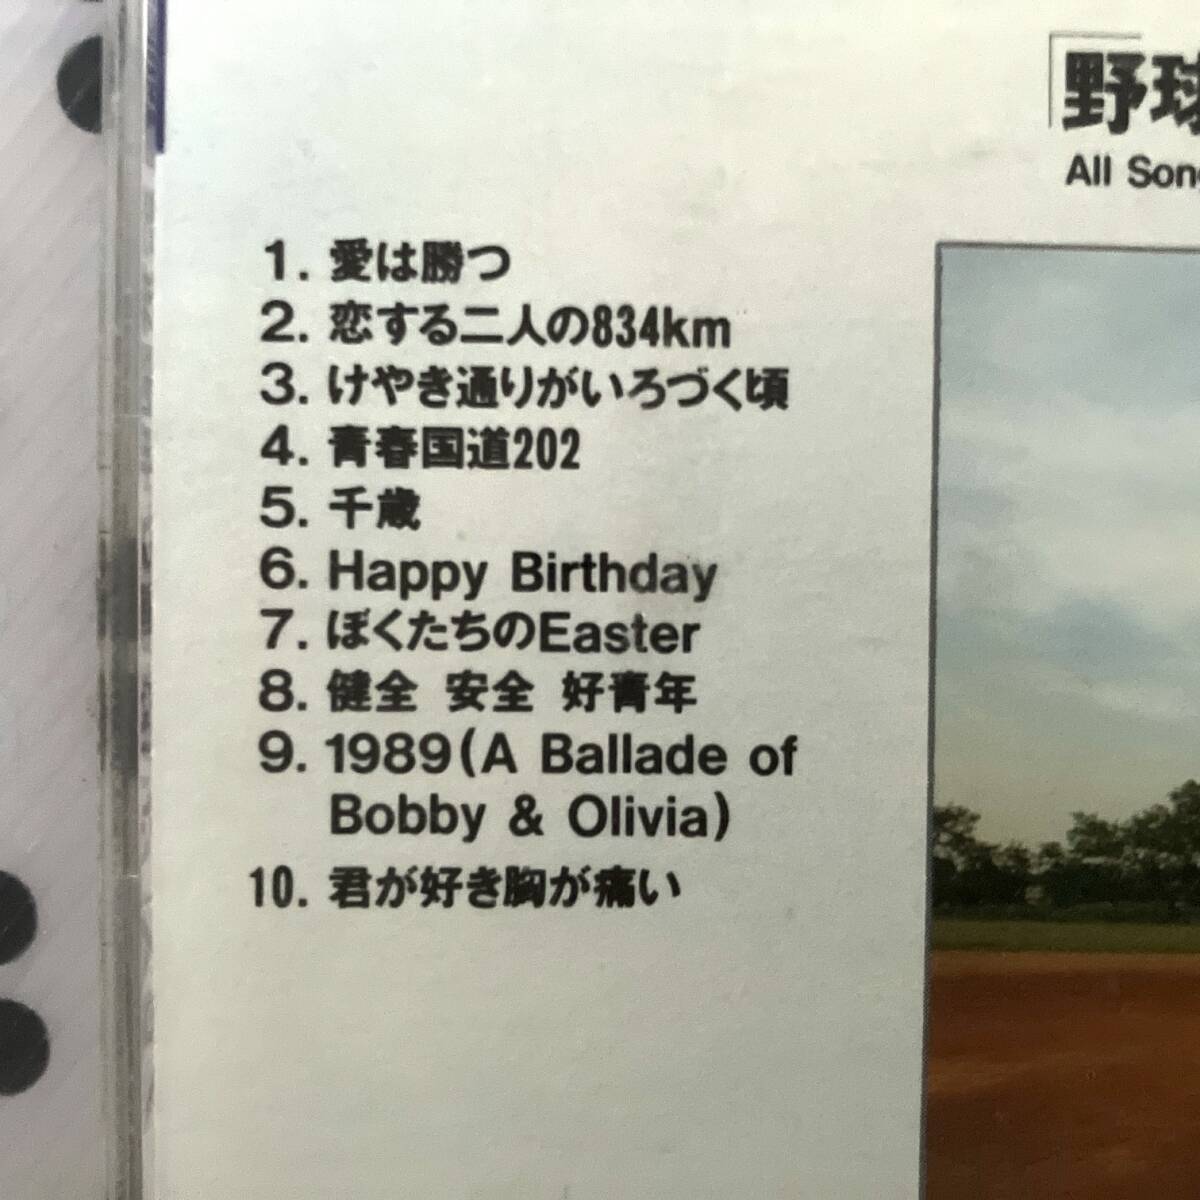 「野球
All Song
1. 愛は勝つ
2. 恋する二人の834km
3. けやき通りがいろづく頃
4. 青春国道202
5. 千歳
6. Happy Birthday
7. ぼくたちのEaster
8. 健全 安全 好青年
9. 1989(A Ballade of
Bobby & Olivia)
10. 君が好き胸が痛い